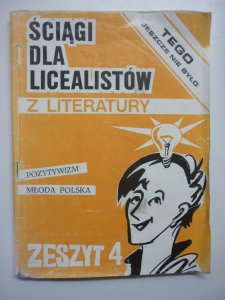 ŚCIĄGI
DLA
LICEALISTÓW
Z LITERATURY
TEGO
JESZCZE NIE BYŁO
POZYTYWIZM
MŁODA POLSKA
ZESZYT 4